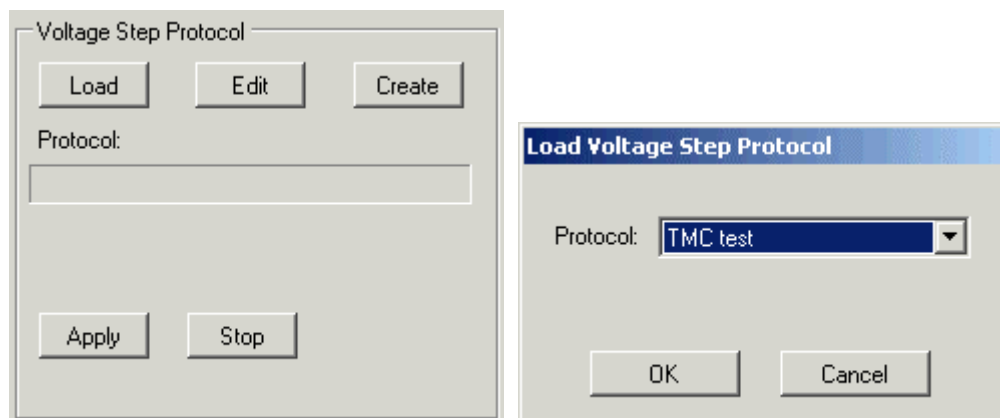 Voltage Step Protocol
Load Edit Create
Protocol:
Apply Stop
Load Voltage Step Protocol
Protocol: TMC test
OK Cancel